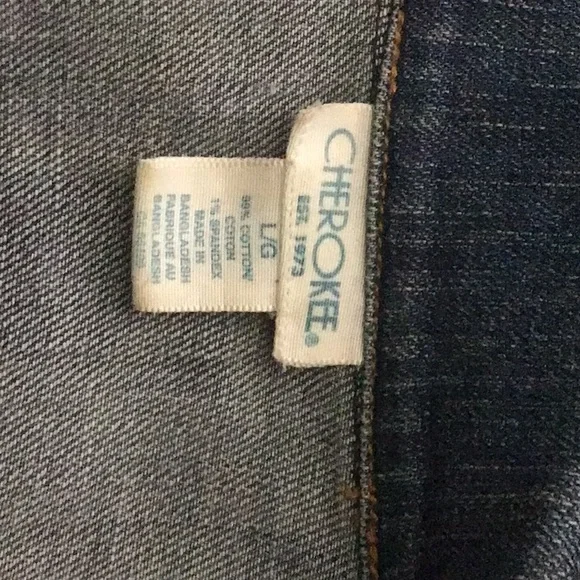 CHEROKEE®
EST. 1973
L/G
99% COTTON/
COTON
1% SPANDEX
MADE IN
BANGLADESH
FABRIQUE AU
BANGLADESH